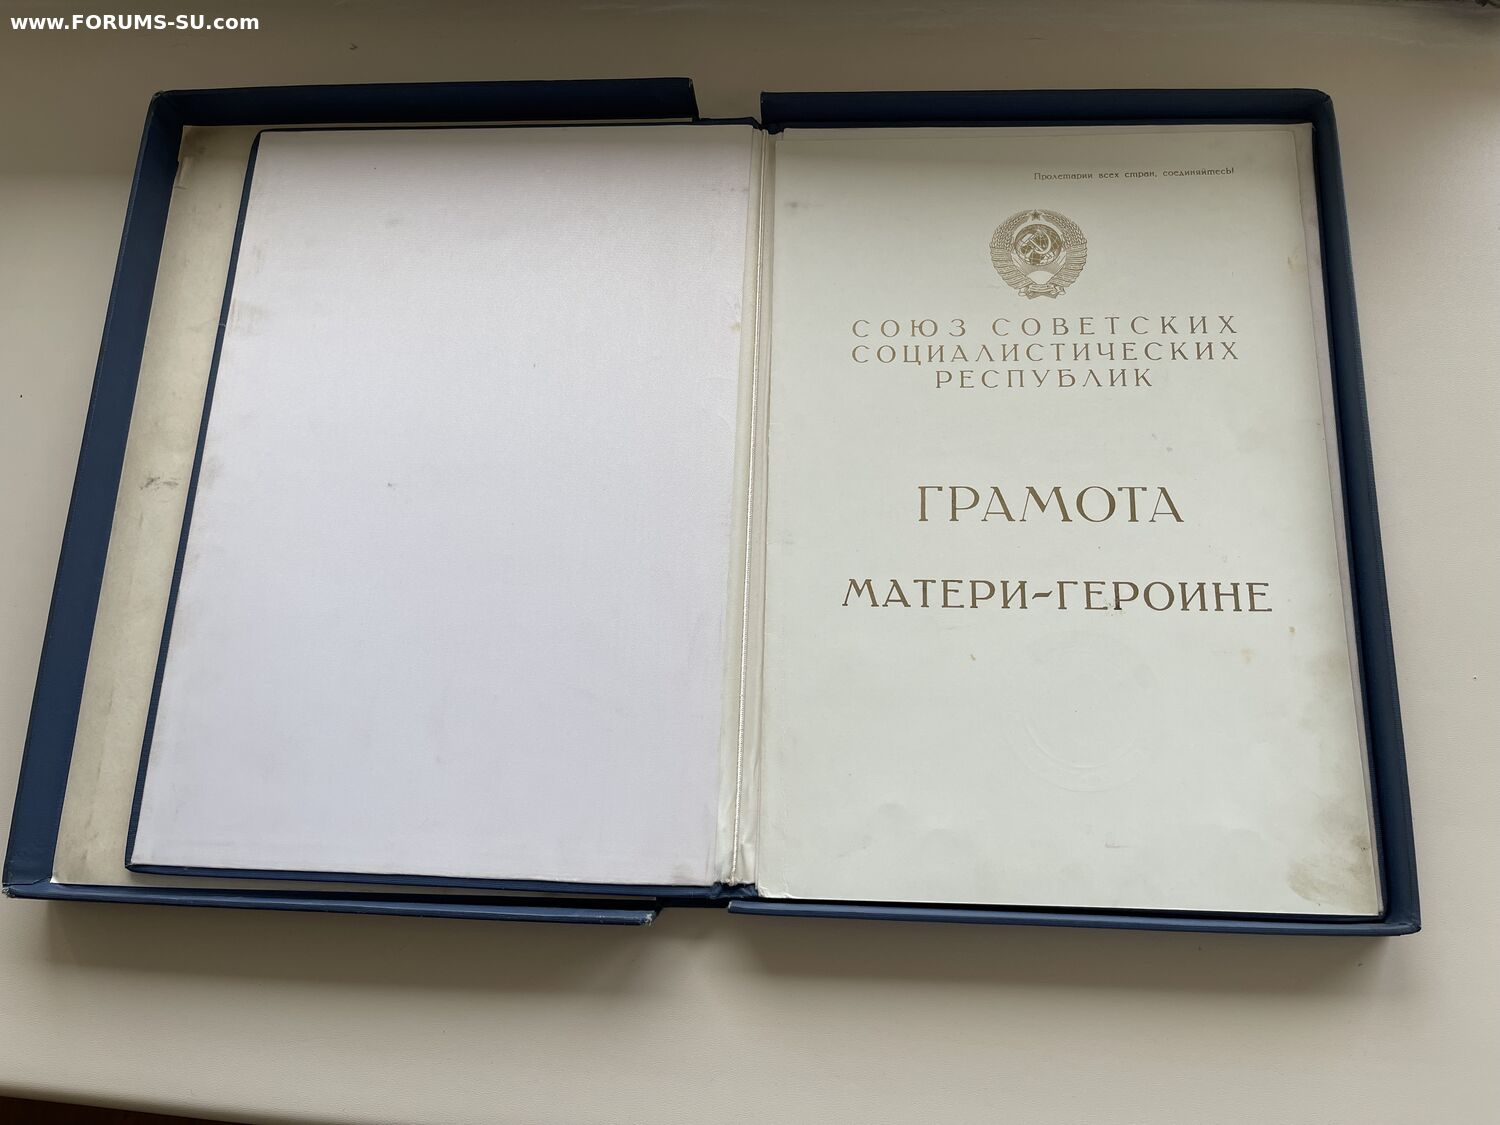 www.FORUMS-SU.com
Пролетарии всех стран, соединяйтесь!
СОЮЗ СОВЕТСКИХ
СОЦИАЛИСТИЧЕСКИХ
РЕСПУБЛИК
ГРАМОТА
МАТЕРИ-ГЕРОИНЕ